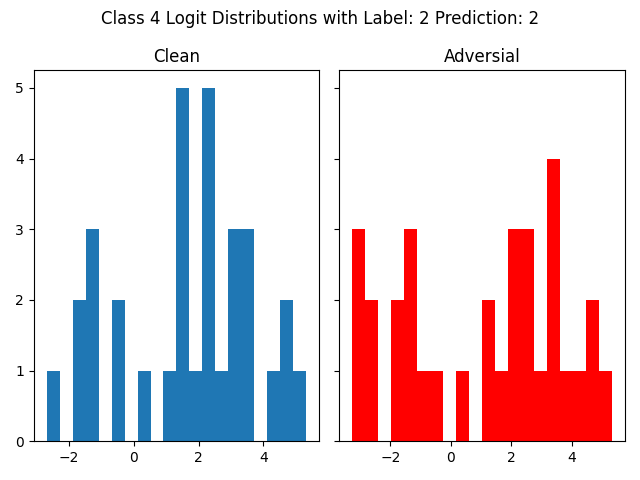 Class 4 Logit Distributions with Label: 2 Prediction: 2
Clean
Adversial
5
4
3
2
1
0
−2 0 2 4
−2 0 2 4